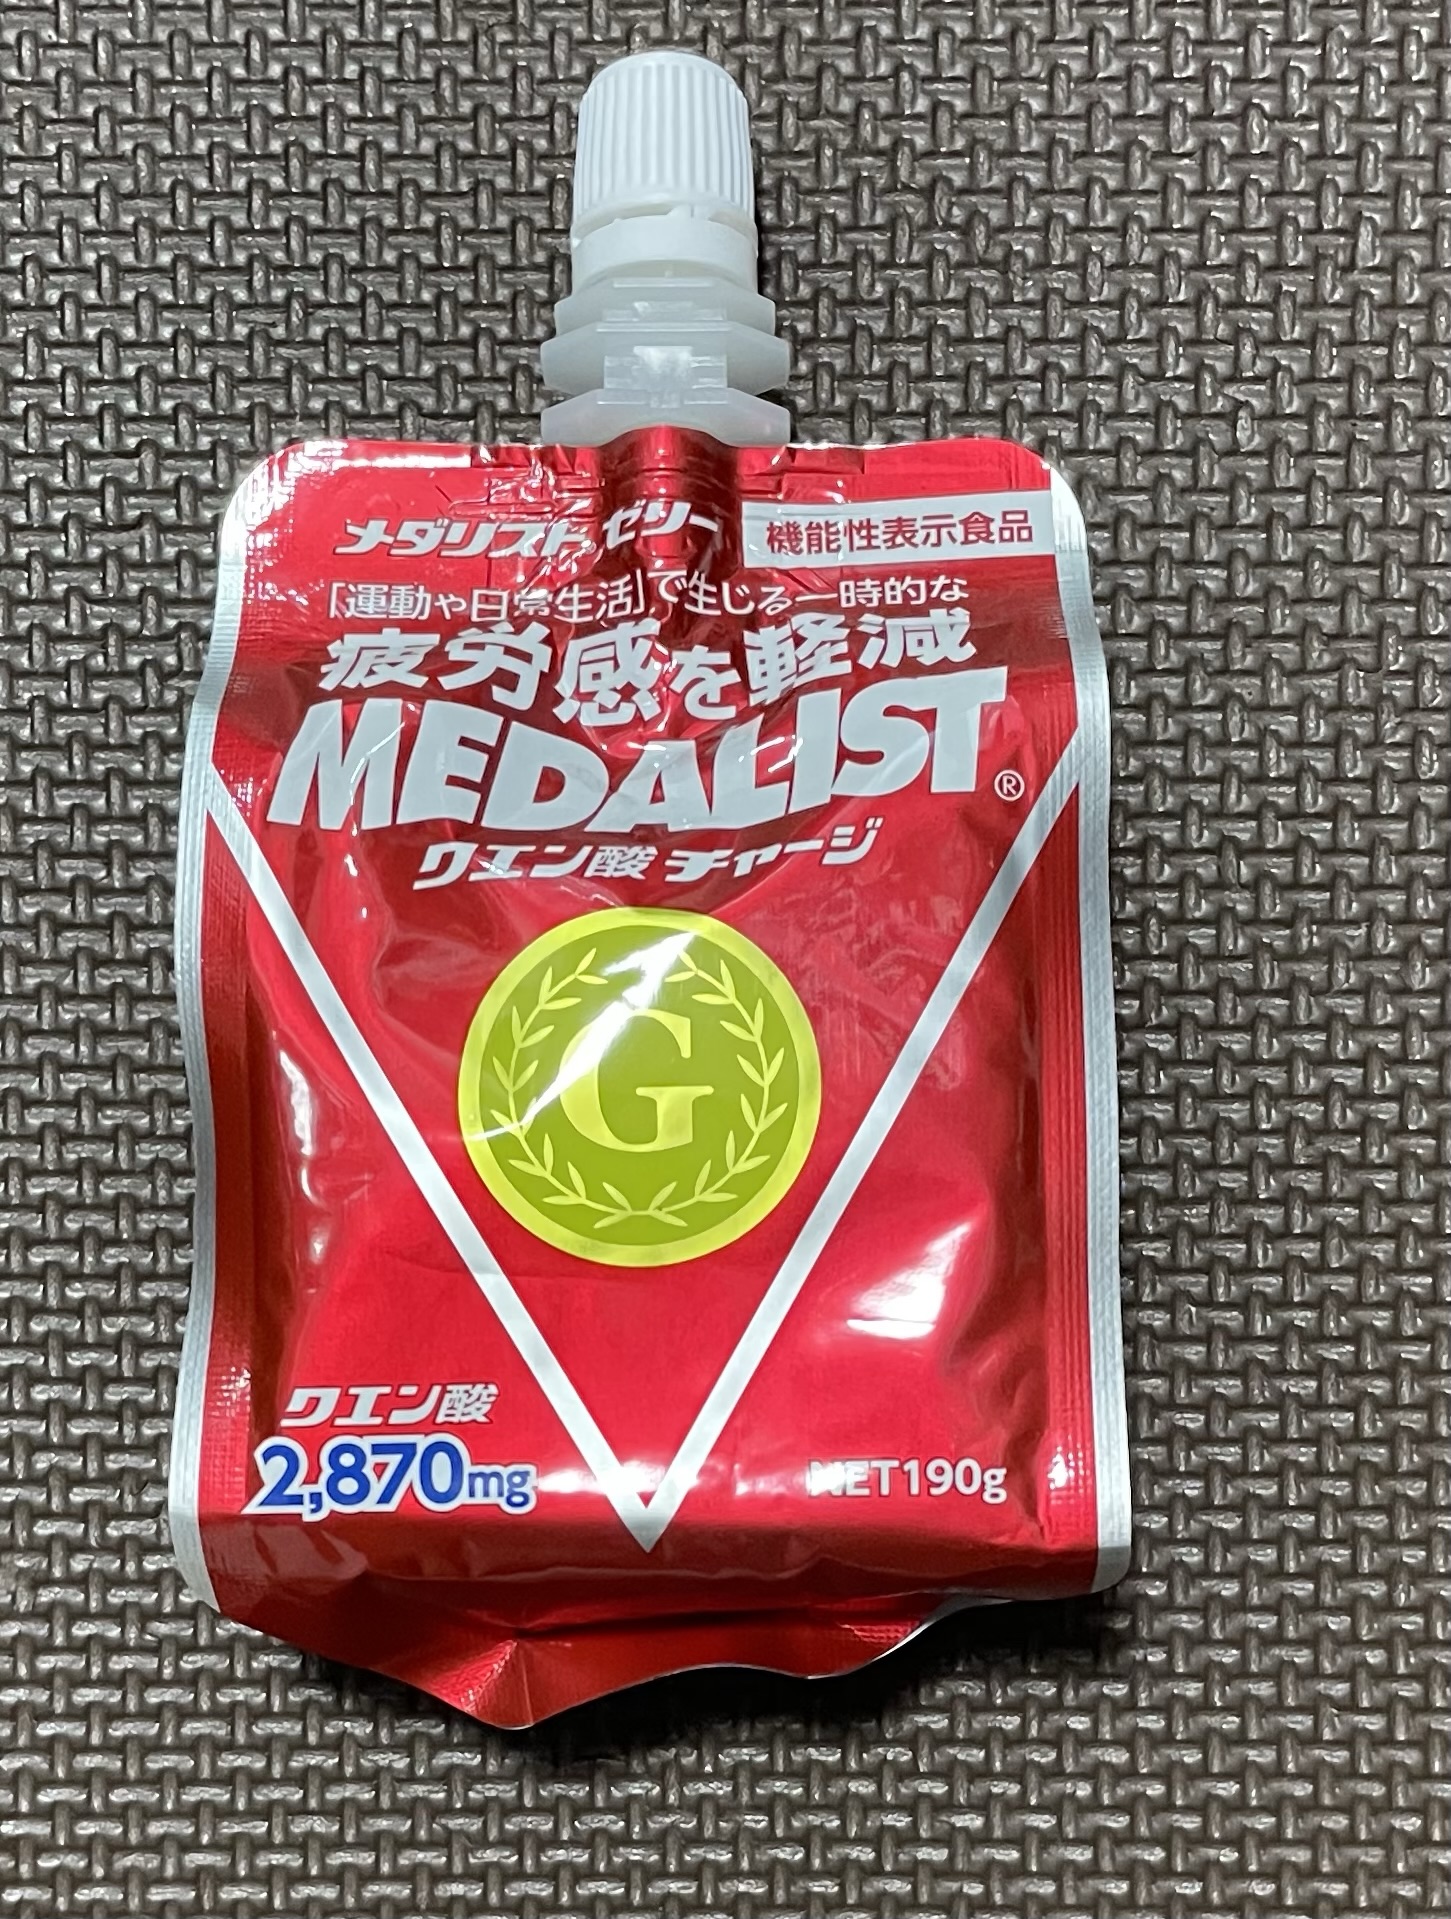 メダリスト ゼリー 機能性表示食品
「運動や日常生活」で生じる一時的な
疲労感を軽減
MEDALIST®
クエン酸 チャージ
G
クエン酸
2,870mg
NET190g